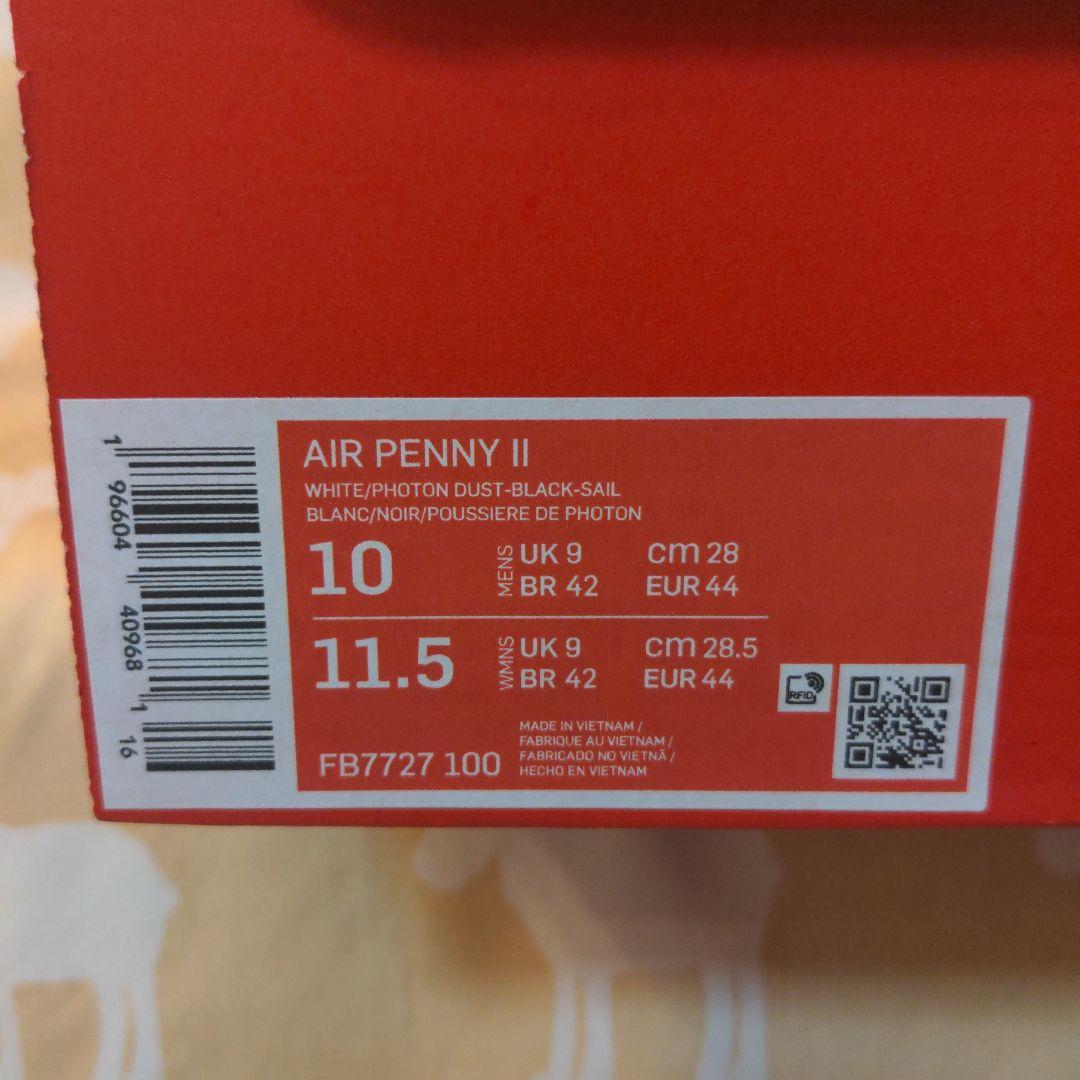 1 96604 40968 1 16
AIR PENNY II
WHITE/PHOTON DUST-BLACK-SAIL
BLANC/NOIR/POUSSIERE DE PHOTON
10 MENS UK 9 cm 28
BR 42 EUR 44
11.5 WMNS UK 9 cm 28.5
BR 42 EUR 44
RFID
FB7727 100
MADE IN VIETNAM /
FABRIQUE AU VIETNAM /
FABRICADO NO VIETNÃ /
HECHO EN VIETNAM